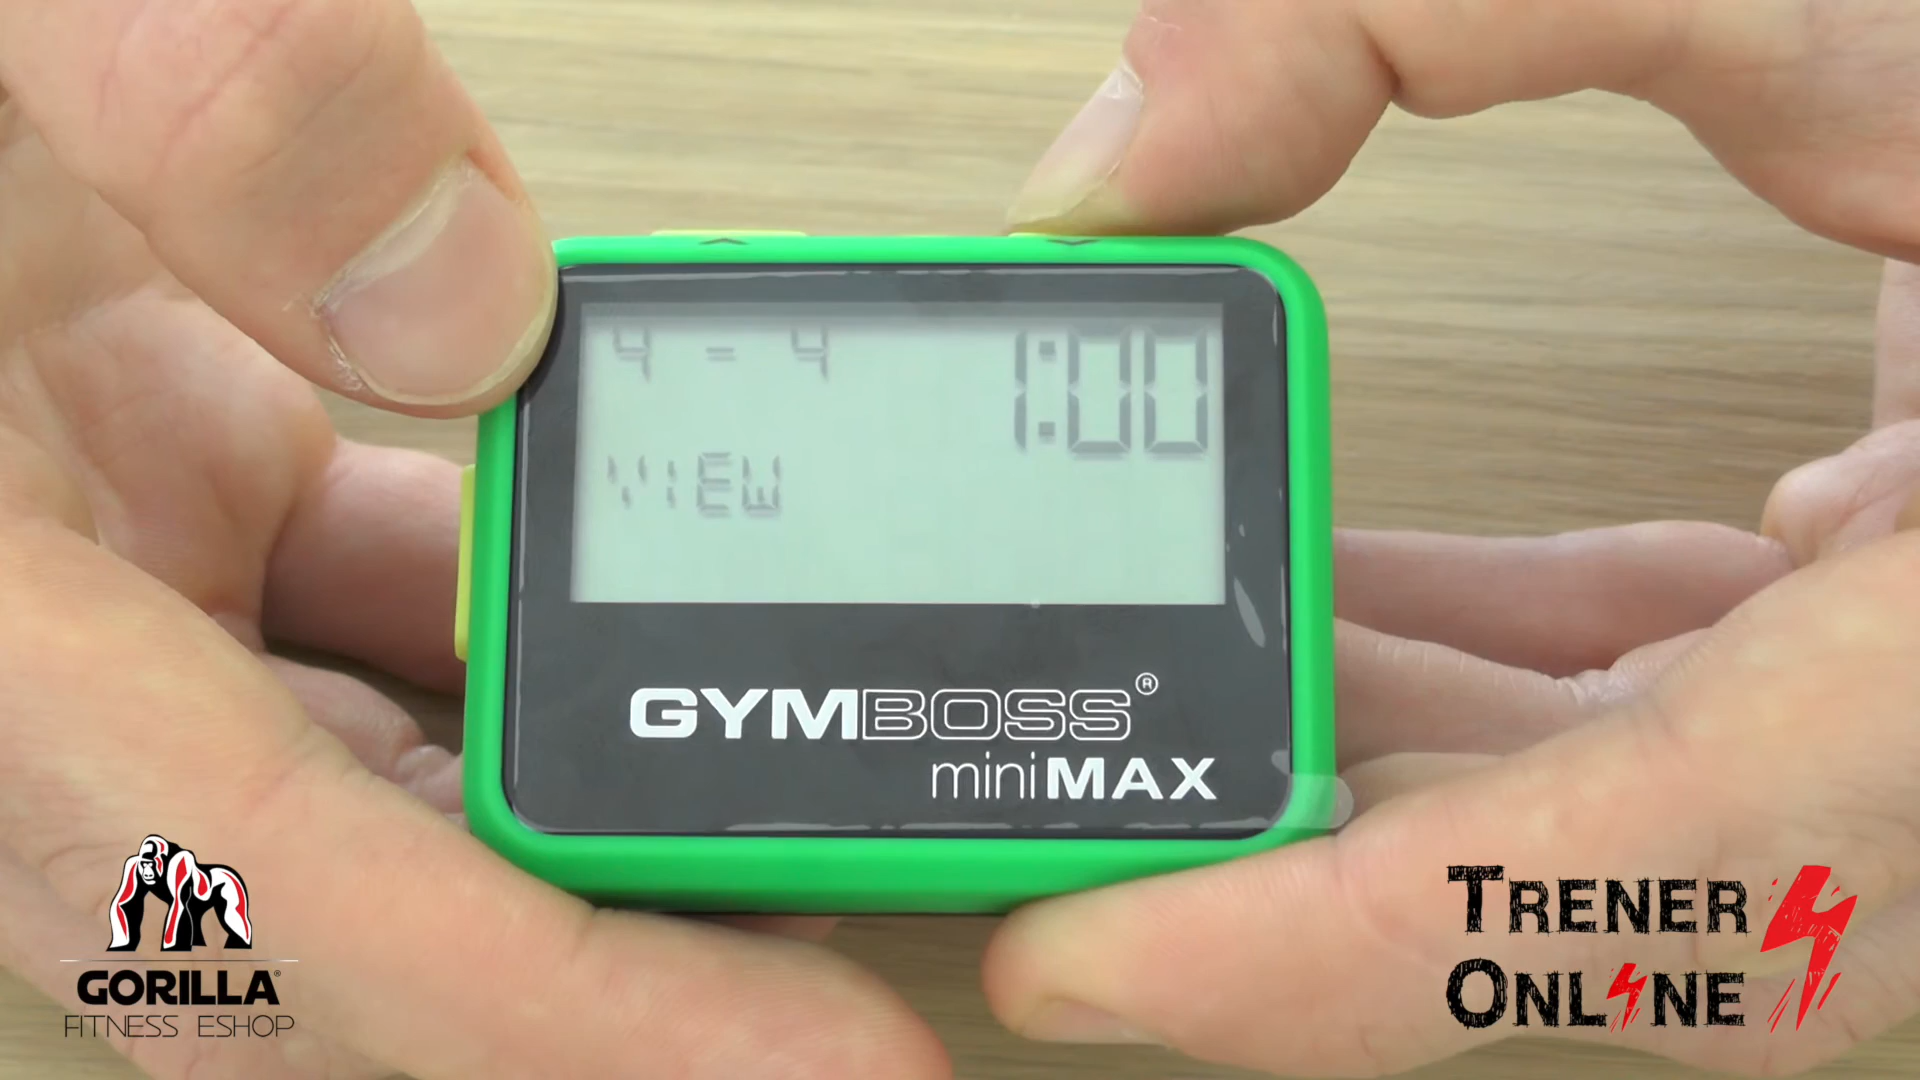 4 - 4 1:00
VIEW
GYMBOSS®
miniMAX
GORILLA®
FITNESS ESHOP
TRENER
ONLINE